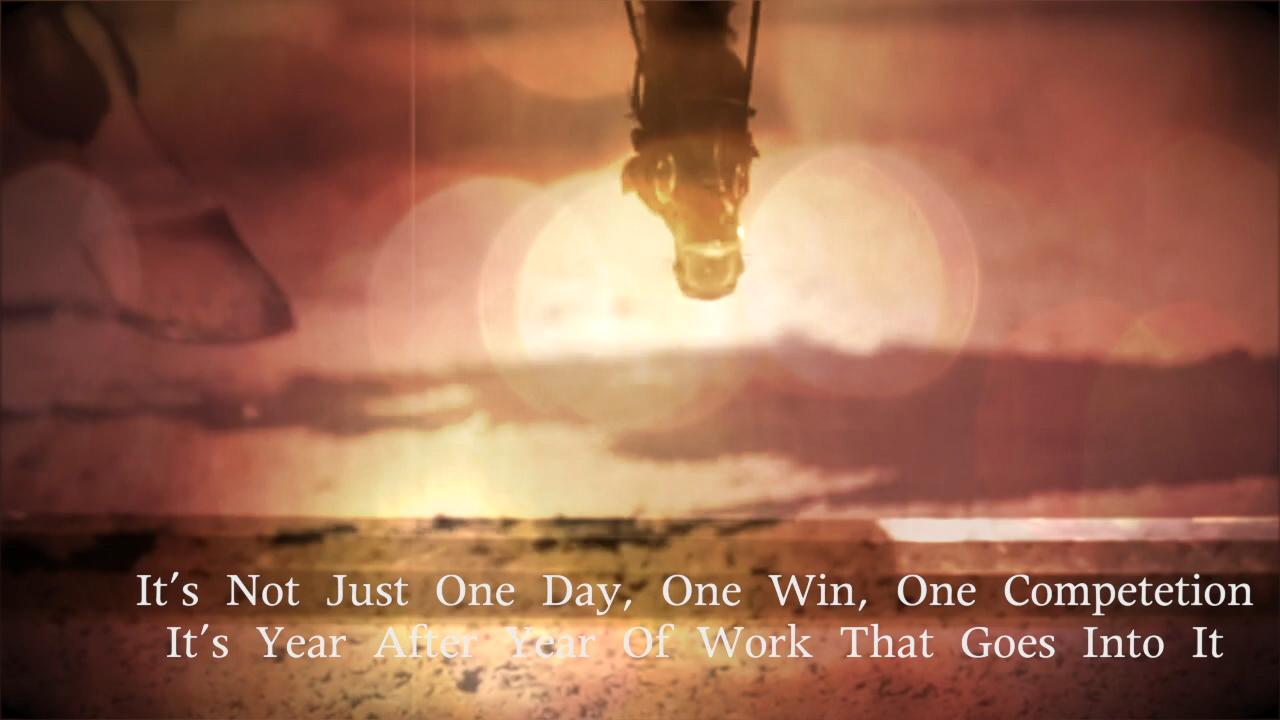 It's Not Just One Day, One Win, One Competetion
It's Year After Year Of Work That Goes Into It